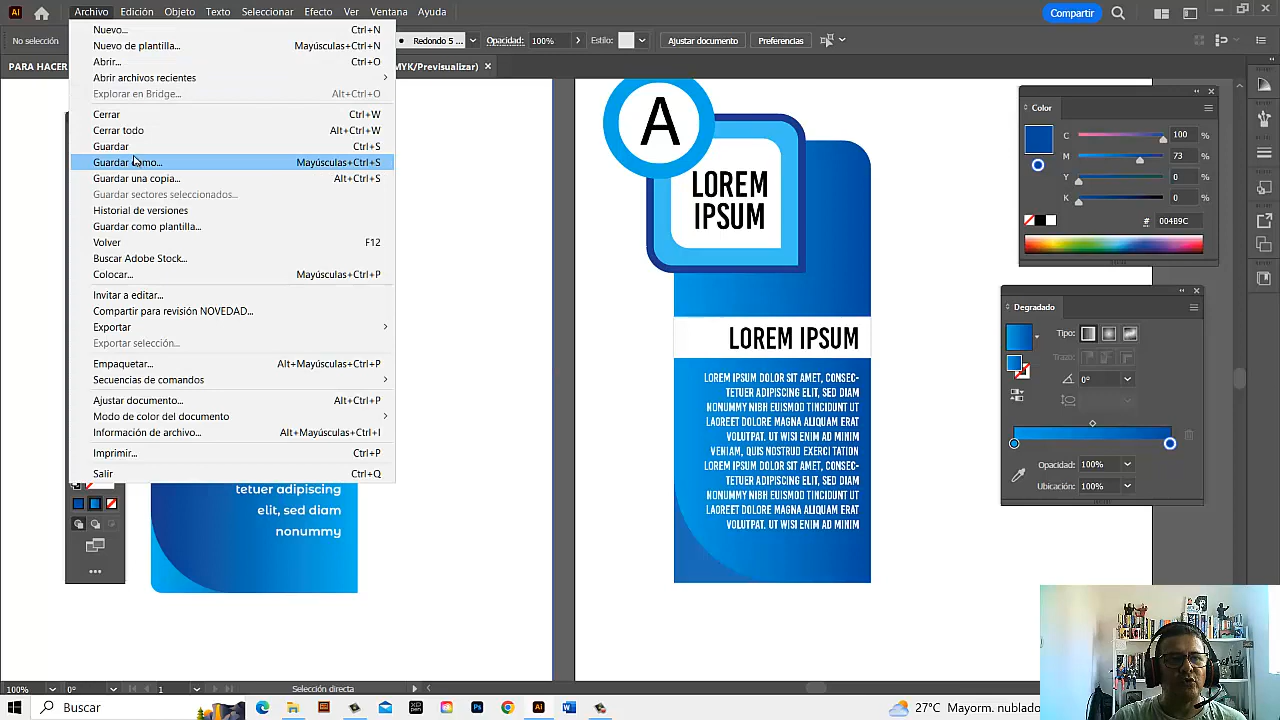 Ai
Archivo
Edición
Objeto
Texto
Seleccionar
Efecto
Ver
Ventana
Ayuda
Compartir
No selección
Redondo 5 ...
Opacidad:
100%
Estilo:
Ajustar documento
Preferencias
PARA HACER
MYK/Previsualizar)
Nuevo... Ctrl+N
Nuevo de plantilla... Mayúsculas+Ctrl+N
Abrir... Ctrl+O
Abrir archivos recientes
Explorar en Bridge... Alt+Ctrl+O
Cerrar Ctrl+W
Cerrar todo Alt+Ctrl+W
Guardar Ctrl+S
Guardar como... Mayúsculas+Ctrl+S
Guardar una copia... Alt+Ctrl+S
Guardar sectores seleccionados...
Historial de versiones
Guardar como plantilla...
Volver F12
Buscar Adobe Stock...
Colocar... Mayúsculas+Ctrl+P
Invitar a editar...
Compartir para revisión NOVEDAD...
Exportar
Exportar selección...
Empaquetar... Alt+Mayúsculas+Ctrl+P
Secuencias de comandos
Ajustar documento... Alt+Ctrl+P
Modo de color del documento
Información de archivo... Alt+Mayúsculas+Ctrl+I
Imprimir... Ctrl+P
Salir Ctrl+Q
tetuer adipiscing
elit, sed diam
nonummy
A
LOREM
IPSUM
LOREM IPSUM
LOREM IPSUM DOLOR SIT AMET, CONSEC-
TETUER ADIPISCING ELIT, SED DIAM
NONUMMY NIBH EUISMOD TINCIDUNT UT
LAOREET DOLORE MAGNA ALIQUAM ERAT
VOLUTPAT. UT WISI ENIM AD MINIM
VENIAM, QUIS NOSTRUD EXERCI TATION
LOREM IPSUM DOLOR SIT AMET, CONSEC-
TETUER ADIPISCING ELIT, SED DIAM
NONUMMY NIBH EUISMOD TINCIDUNT UT
LAOREET DOLORE MAGNA ALIQUAM ERAT
VOLUTPAT. UT WISI ENIM AD MINIM
Color
C 100 %
M 73 %
Y 0 %
K 0 %
# 004B9C
Degradado
Tipo:
Trazo:
0°
Opacidad: 100%
Ubicación: 100%
100%
0°
1
Selección directa
Buscar
Ai
Ps
W
27°C Mayorm. nublado